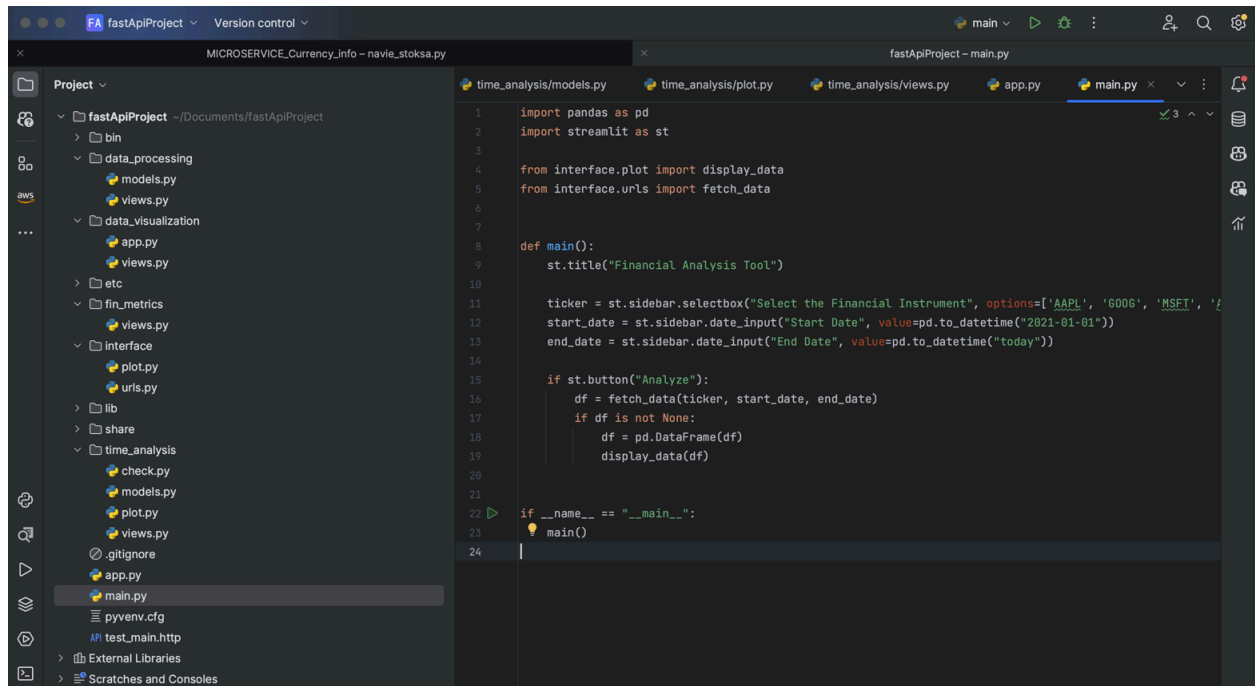 FA fastApiProject Version control main
MICROSERVICE_Currency_info – navie_stoksa.py fastApiProject – main.py
Project time_analysis/models.py time_analysis/plot.py time_analysis/views.py app.py main.py
fastApiProject ~/Documents/fastApiProject
bin
data_processing
models.py
views.py
data_visualization
app.py
views.py
etc
fin_metrics
views.py
interface
plot.py
urls.py
lib
share
time_analysis
check.py
models.py
plot.py
views.py
.gitignore
app.py
main.py
pyvenv.cfg
API test_main.http
External Libraries
Scratches and Consoles
aws
3
1 import pandas as pd
2 import streamlit as st
3
4 from interface.plot import display_data
5 from interface.urls import fetch_data
6
7
8 def main():
9 st.title("Financial Analysis Tool")
10
11 ticker = st.sidebar.selectbox("Select the Financial Instrument", options=['AAPL', 'GOOG', 'MSFT', '
12 start_date = st.sidebar.date_input("Start Date", value=pd.to_datetime("2021-01-01"))
13 end_date = st.sidebar.date_input("End Date", value=pd.to_datetime("today"))
14
15 if st.button("Analyze"):
16 df = fetch_data(ticker, start_date, end_date)
17 if df is not None:
18 df = pd.DataFrame(df)
19 display_data(df)
20
21
22 if __name__ == "__main__":
23 main()
24